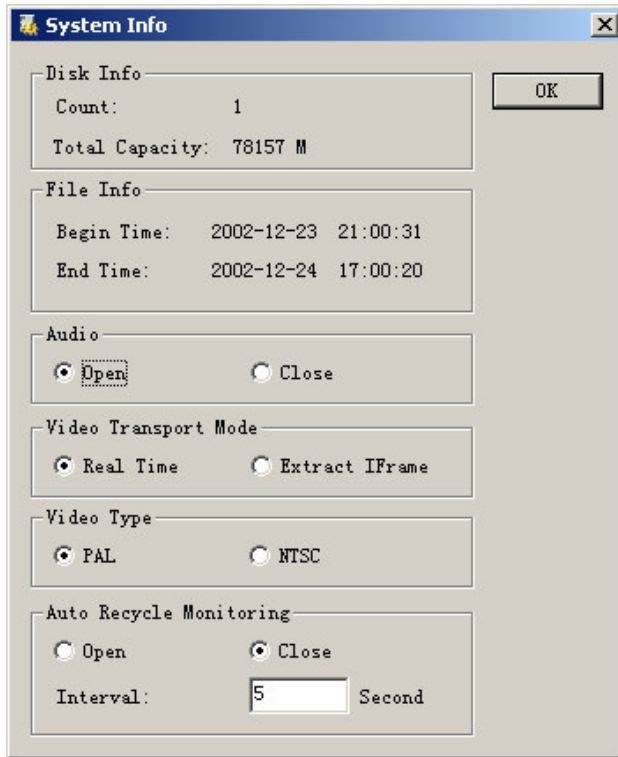 System Info
Disk Info
OK
Count: 1
Total Capacity: 78157 M
File Info
Begin Time: 2002-12-23 21:00:31
End Time: 2002-12-24 17:00:20
Audio
Open Close
Video Transport Mode
Real Time Extract IFrame
Video Type
PAL NTSC
Auto Recycle Monitoring
Open Close
Interval: 5 Second